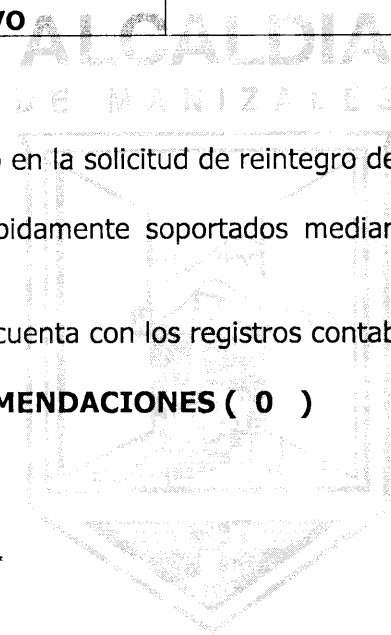 VO
ALCALDIA
DE MANIZALES
o en la solicitud de reintegro de
bidamente soportados median
cuenta con los registros contab
MENDACIONES ( 0 )